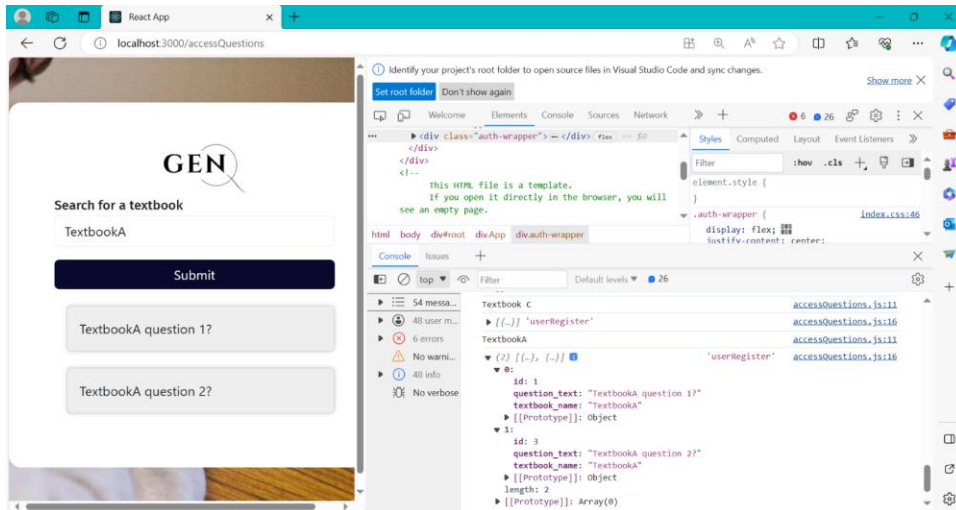 React App
localhost:3000/accessQuestions
GEN
Search for a textbook
TextbookA
Submit
TextbookA question 1?
TextbookA question 2?
Identify your project's root folder to open source files in Visual Studio Code and sync changes.
Show more
Set root folder Don't show again
Welcome Elements Console Sources Network
6 26
<div class="auth-wrapper">…</div> flex == $0
</div>
</div>
<!--
This HTML file is a template.
If you open it directly in the browser, you will
see an empty page.
html body div#root div.App div.auth-wrapper
Styles Computed Layout Event Listeners
Filter :hov .cls
element.style {
}
.auth-wrapper { index.css:46
display: flex;
justify-content: center;
Console Issues
top Filter Default levels 26
54 messa...
48 user m...
6 errors
No warni...
48 info
No verbose
Textbook C accessQuestions.js:11
[{…}] 'userRegister' accessQuestions.js:16
TextbookA accessQuestions.js:11
(2) [{…}, {…}] 'userRegister' accessQuestions.js:16
0:
id: 1
question_text: "TextbookA question 1?"
textbook_name: "TextbookA"
[[Prototype]]: Object
1:
id: 3
question_text: "TextbookA question 2?"
textbook_name: "TextbookA"
[[Prototype]]: Object
length: 2
[[Prototype]]: Array(0)